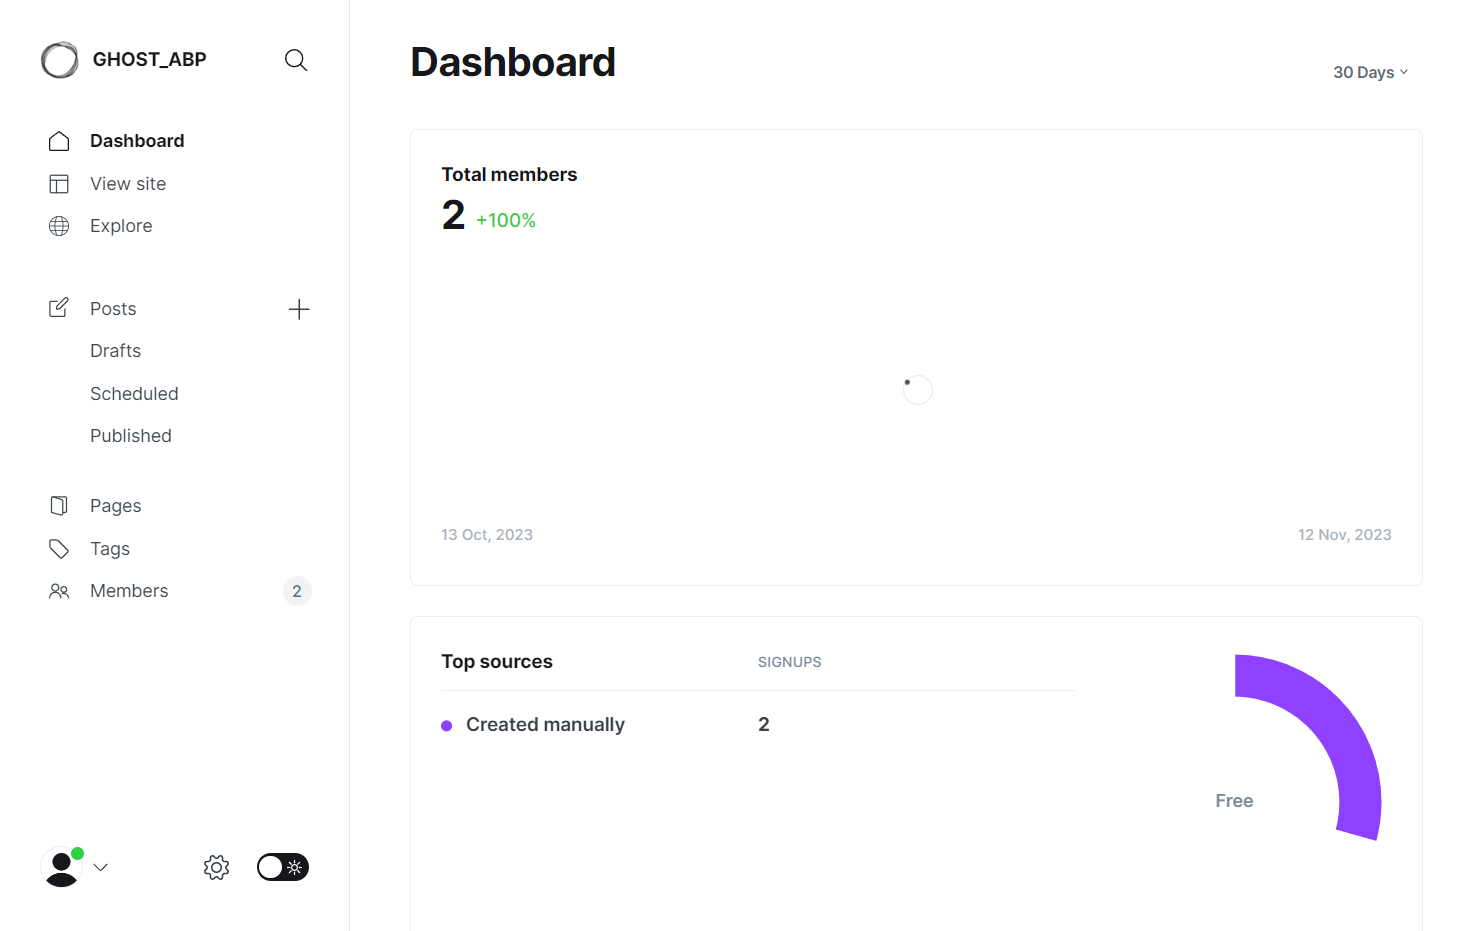 GHOST_ABP
Dashboard
View site
Explore
Posts
Drafts
Scheduled
Published
Pages
Tags
Members
2
Dashboard
30 Days
Total members
2 +100%
13 Oct, 2023
12 Nov, 2023
Top sources
SIGNUPS
Created manually
2
Free